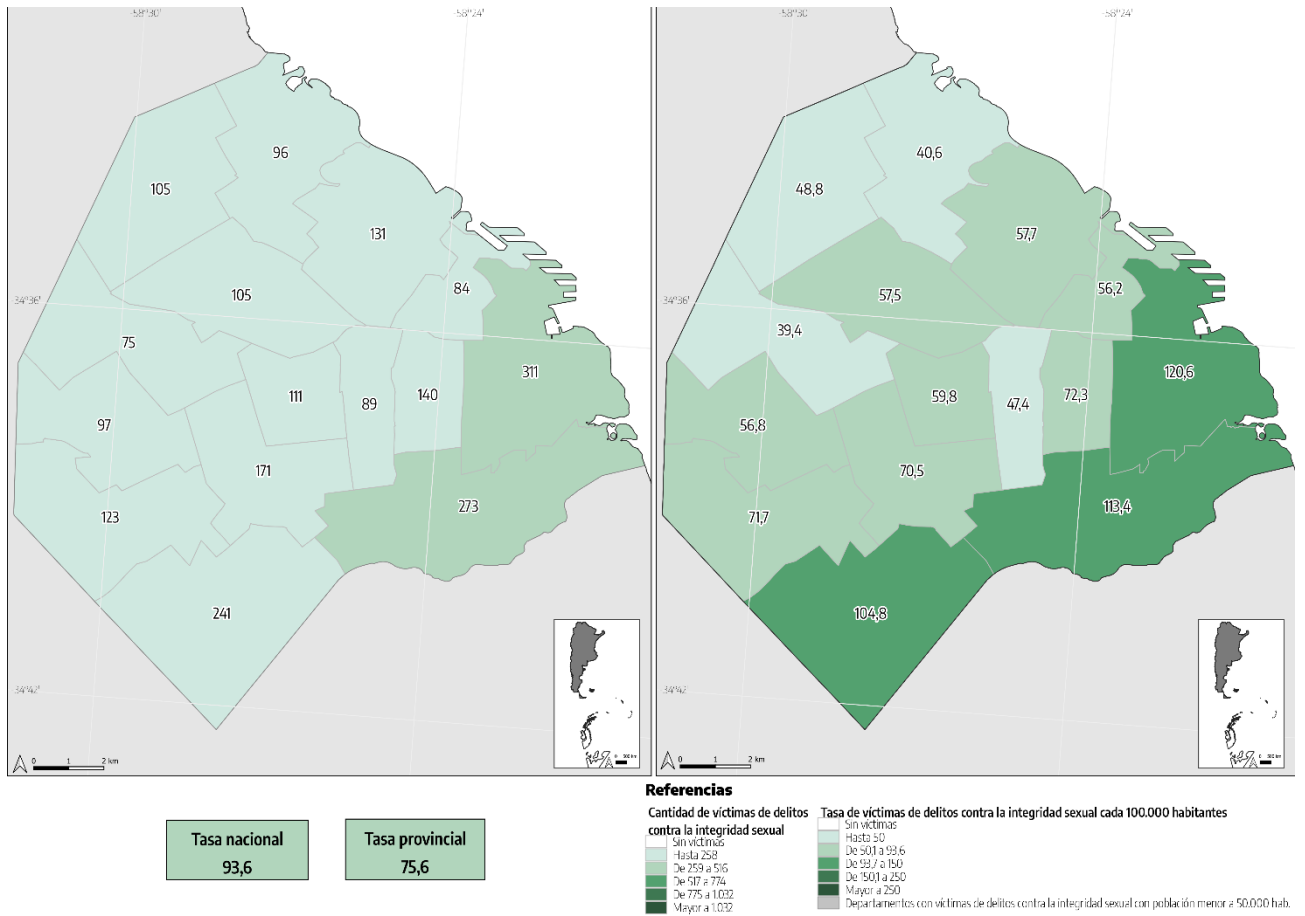 -58°30'
-58°24'
96
105
131
105
84
34°36'
75
311
111
89
140
97
171
273
123
241
34°42'
0 1 2 km
-58°30'
-58°24'
40,6
48,8
57,7
57,5
56,2
34°36'
39,4
120,6
59,8
47,4
72,3
56,8
70,5
113,4
71,7
104,8
34°42'
0 1 2 km
Referencias
Cantidad de víctimas de delitos
contra la integridad sexual
Sin víctimas
Hasta 258
De 259 a 516
De 517 a 774
De 775 a 1.032
Mayor a 1.032
Tasa de víctimas de delitos contra la integridad sexual cada 100.000 habitantes
Sin víctimas
Hasta 50
De 50,1 a 93,6
De 93,7 a 150
De 150,1 a 250
Mayor a 250
Departamentos con víctimas de delitos contra la integridad sexual con población menor a 50.000 hab.
Tasa nacional
93,6
Tasa provincial
75,6